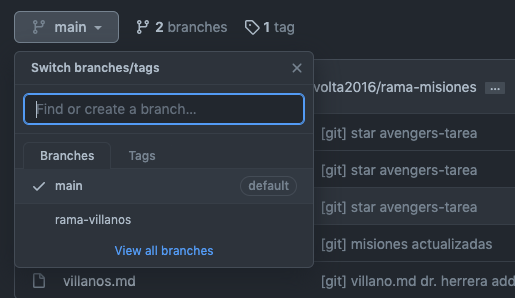 main
2 branches
1 tag
Switch branches/tags
volta2016/rama-misiones
...
Find or create a branch...
[git] star avengers-tarea
Branches
Tags
[git] star avengers-tarea
main
default
[git] star avengers-tarea
rama-villanos
[git] misiones actualizadas
View all branches
villanos.md
[git] villano.md dr. herrera add